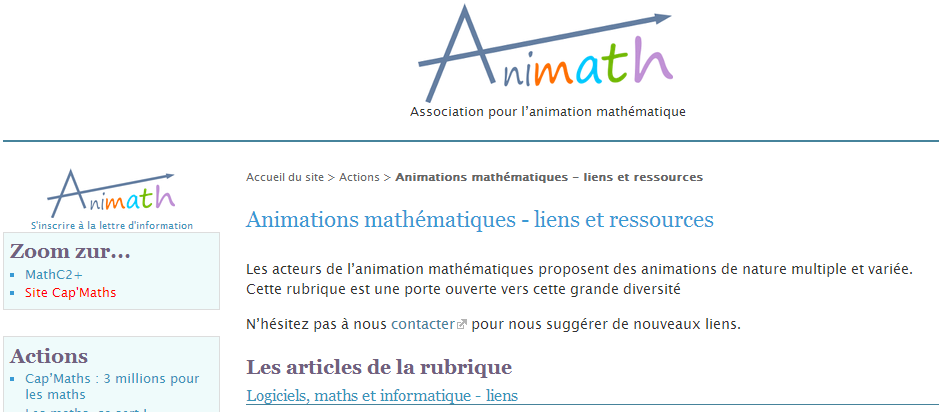 Animath
Association pour l'animation mathématique
Animath
S'inscrire à la lettre d'information
Zoom zur...
MathC2+
Site Cap'Maths
Actions
Cap'Maths : 3 millions pour
les maths
Les maths, ça sert !
Accueil du site > Actions > Animations mathématiques - liens et ressources
Animations mathématiques - liens et ressources
Les acteurs de l'animation mathématiques proposent des animations de nature multiple et variée.
Cette rubrique est une porte ouverte vers cette grande diversité
N'hésitez pas à nous contacter pour nous suggérer de nouveaux liens.
Les articles de la rubrique
Logiciels, maths et informatique - liens